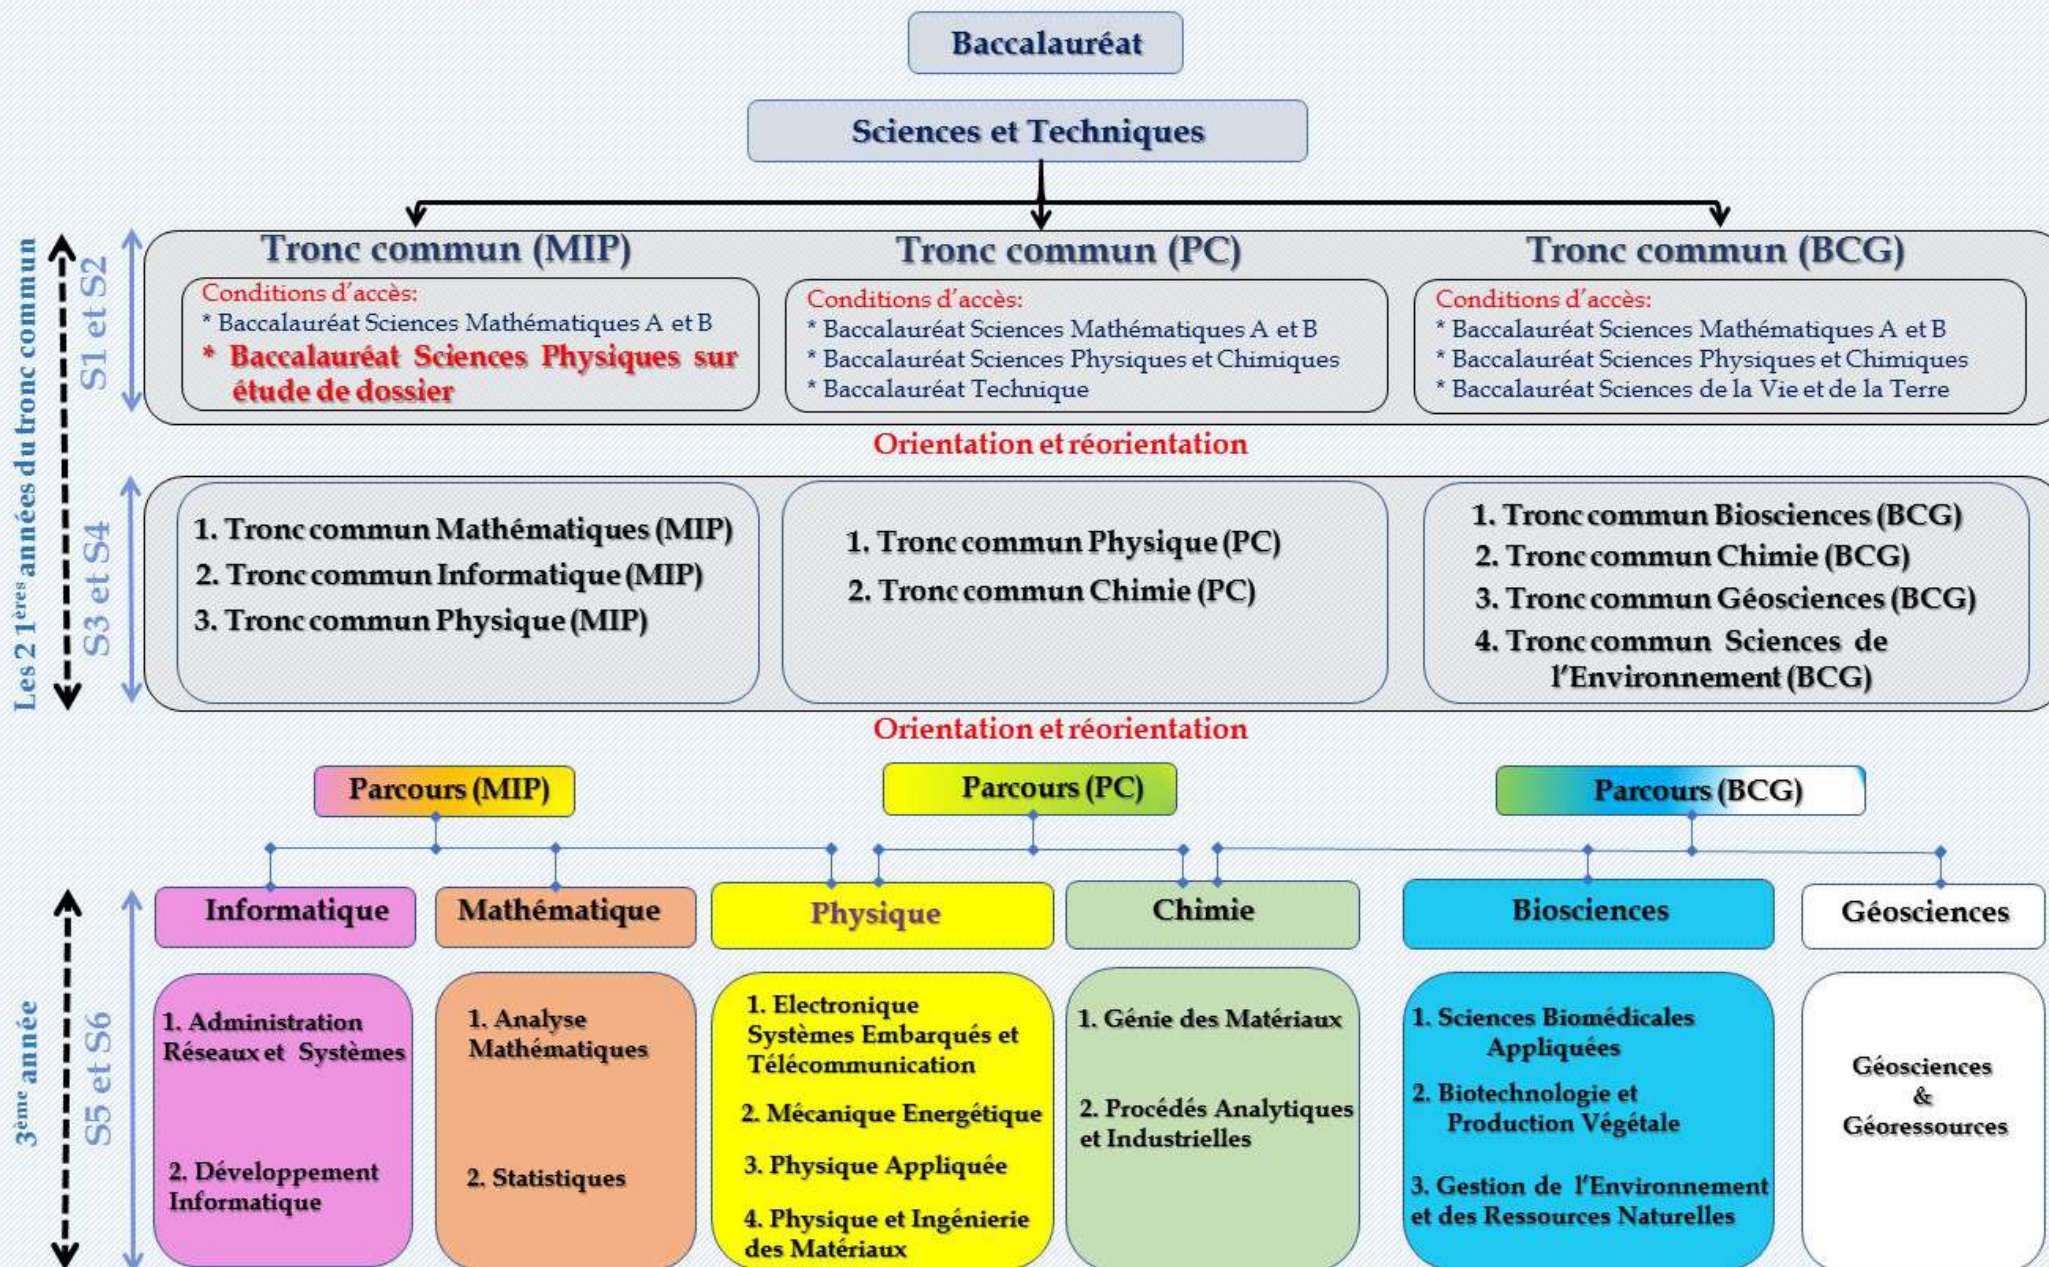 Baccalauréat
Sciences et Techniques
Les 2 1ères années du tronc commun
S1 et S2
Tronc commun (MIP)
Conditions d'accès:
* Baccalauréat Sciences Mathématiques A et B
* Baccalauréat Sciences Physiques sur
étude de dossier
Tronc commun (PC)
Conditions d'accès:
* Baccalauréat Sciences Mathématiques A et B
* Baccalauréat Sciences Physiques et Chimiques
* Baccalauréat Technique
Tronc commun (BCG)
Conditions d'accès:
* Baccalauréat Sciences Mathématiques A et B
* Baccalauréat Sciences Physiques et Chimiques
* Baccalauréat Sciences de la Vie et de la Terre
Orientation et réorientation
S3 et S4
1. Tronc commun Mathématiques (MIP)
2. Tronc commun Informatique (MIP)
3. Tronc commun Physique (MIP)
1. Tronc commun Physique (PC)
2. Tronc commun Chimie (PC)
1. Tronc commun Biosciences (BCG)
2. Tronc commun Chimie (BCG)
3. Tronc commun Géosciences (BCG)
4. Tronc commun Sciences de
l'Environnement (BCG)
Orientation et réorientation
Parcours (MIP)
Parcours (PC)
Parcours (BCG)
3ème année
S5 et S6
Informatique
Mathématique
Physique
Chimie
Biosciences
Géosciences
1. Administration
Réseaux et Systèmes
2. Développement
Informatique
1. Analyse
Mathématiques
2. Statistiques
1. Electronique
Systèmes Embarqués et
Télécommunication
2. Mécanique Energétique
3. Physique Appliquée
4. Physique et Ingénierie
des Matériaux
1. Génie des Matériaux
2. Procédés Analytiques
et Industrielles
1. Sciences Biomédicales
Appliquées
2. Biotechnologie et
Production Végétale
3. Gestion de l'Environnement
et des Ressources Naturelles
Géosciences
&
Géoressources